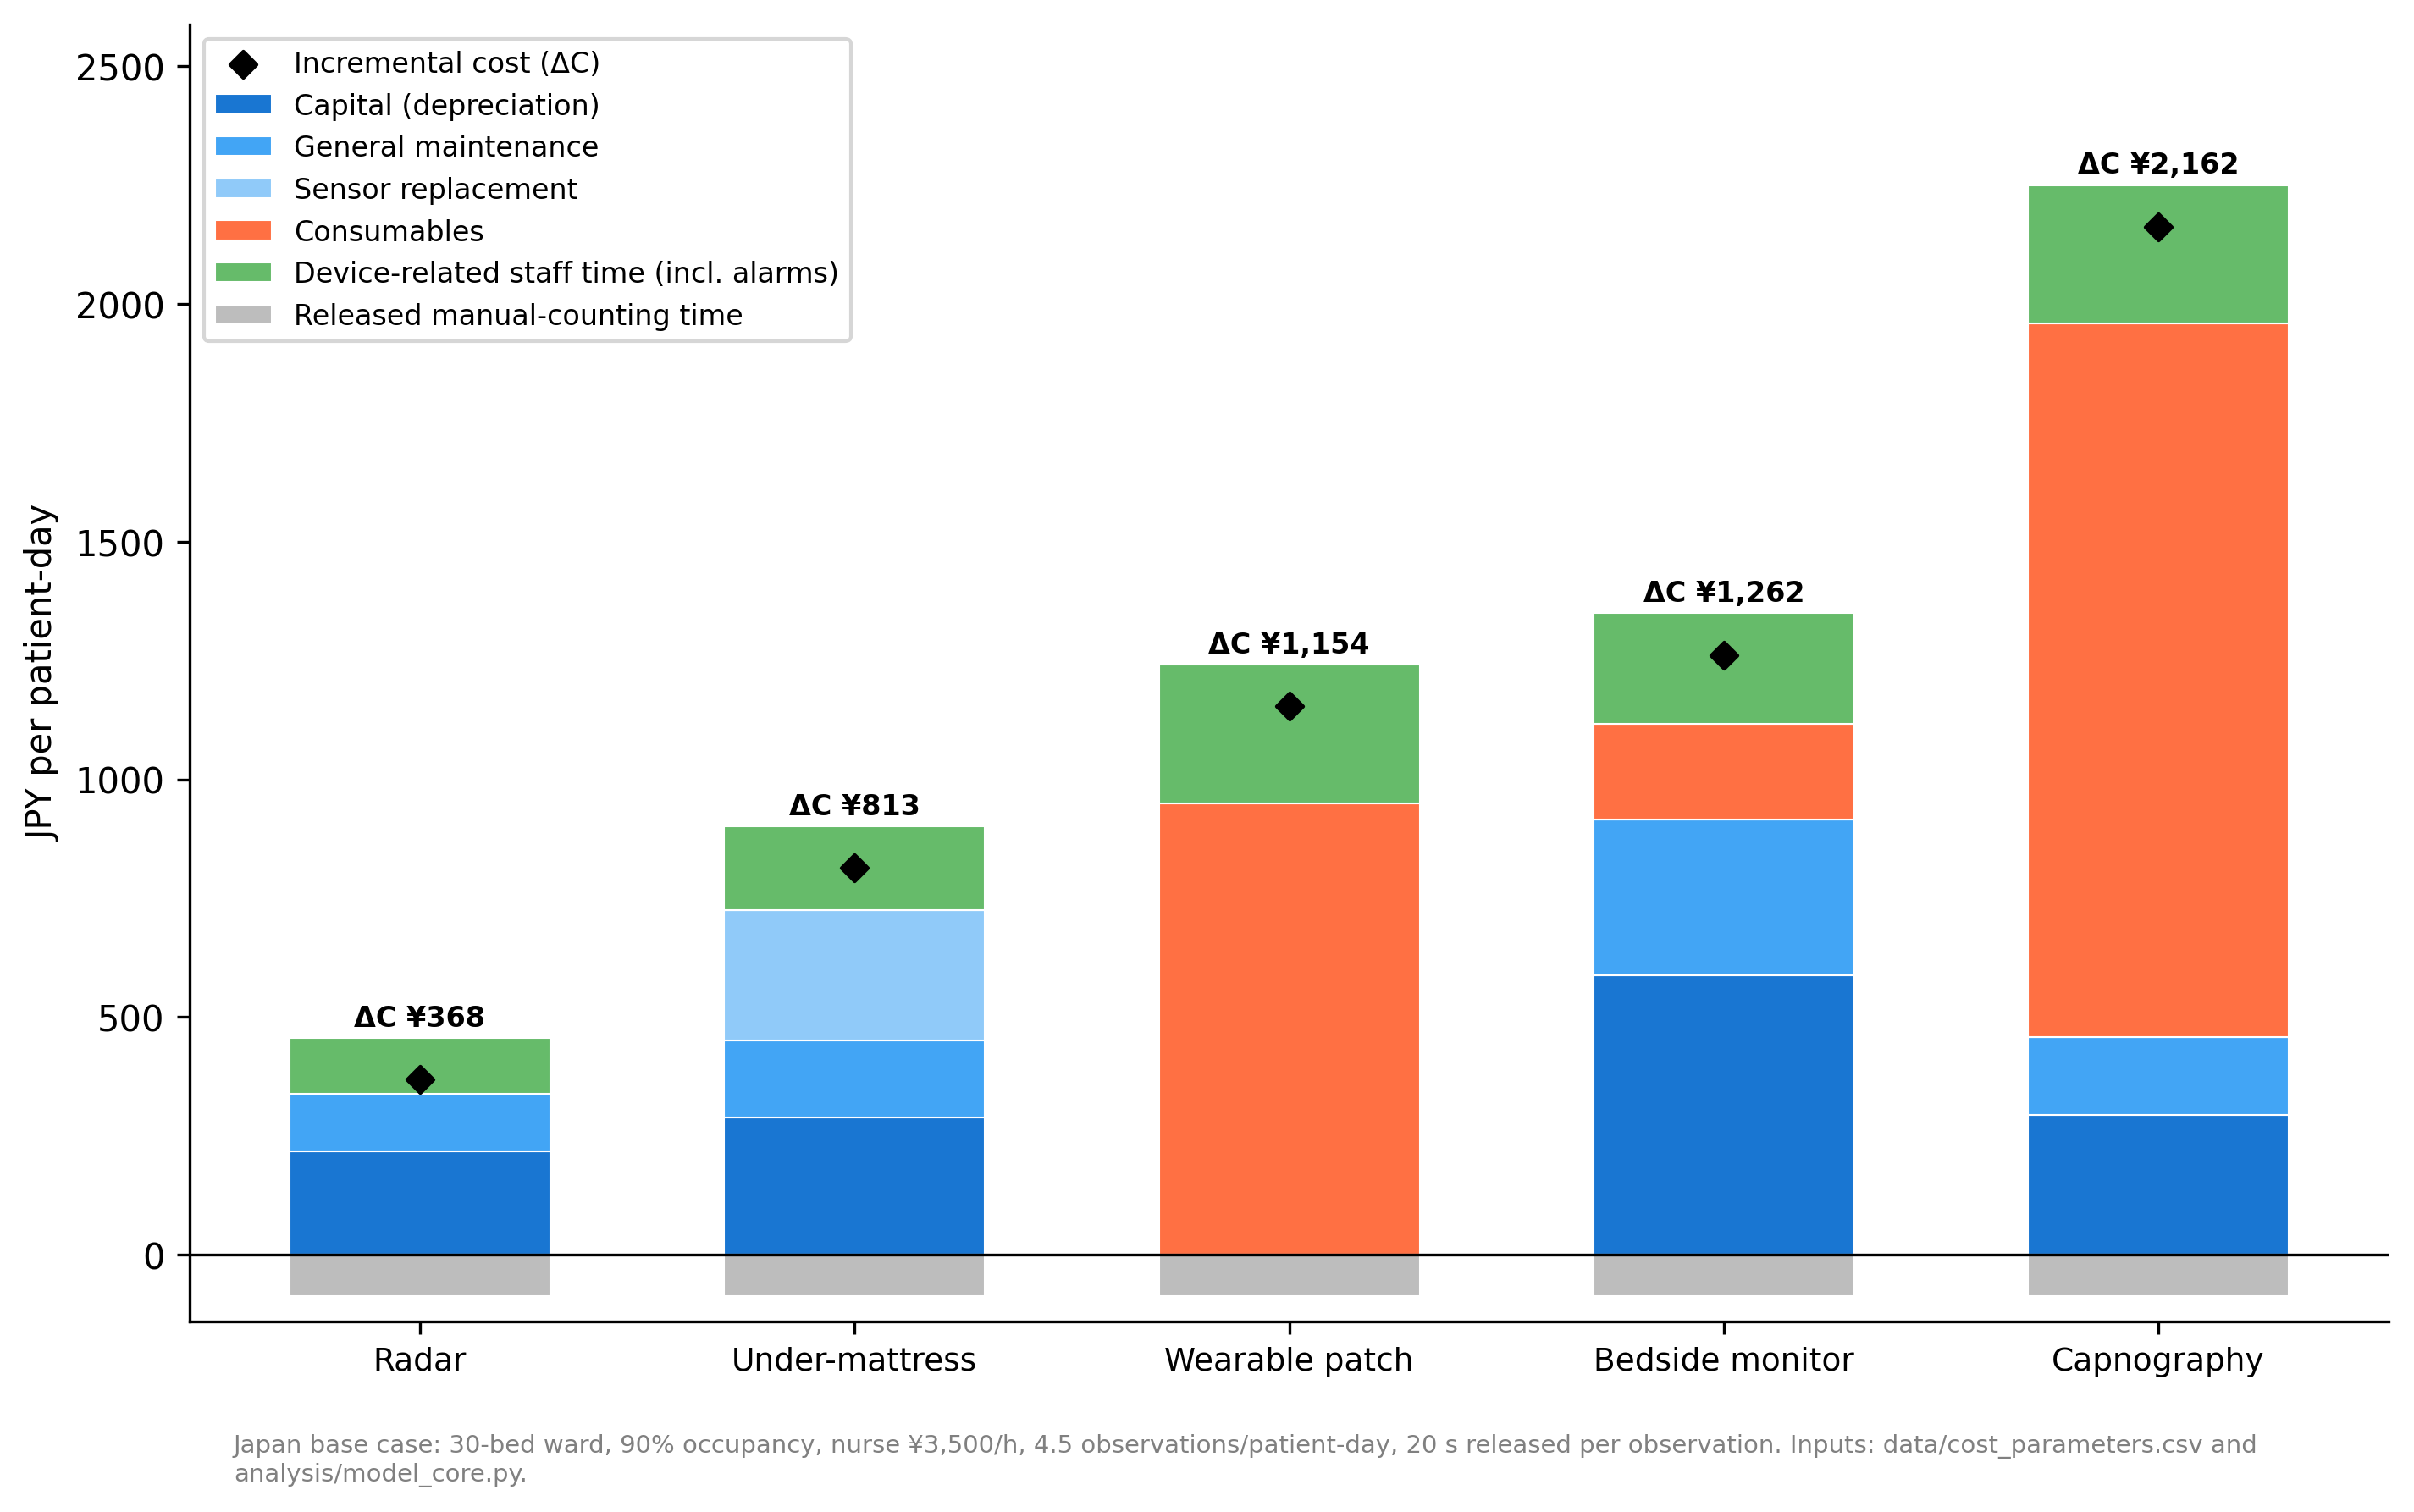 2500
2000
1500
1000
500
0
JPY per patient-day
Incremental cost (ΔC)
Capital (depreciation)
General maintenance
Sensor replacement
Consumables
Device-related staff time (incl. alarms)
Released manual-counting time
ΔC ¥368
ΔC ¥813
ΔC ¥1,154
ΔC ¥1,262
ΔC ¥2,162
Radar
Under-mattress
Wearable patch
Bedside monitor
Capnography
Japan base case: 30-bed ward, 90% occupancy, nurse ¥3,500/h, 4.5 observations/patient-day, 20 s released per observation. Inputs: data/cost_parameters.csv and
analysis/model_core.py.